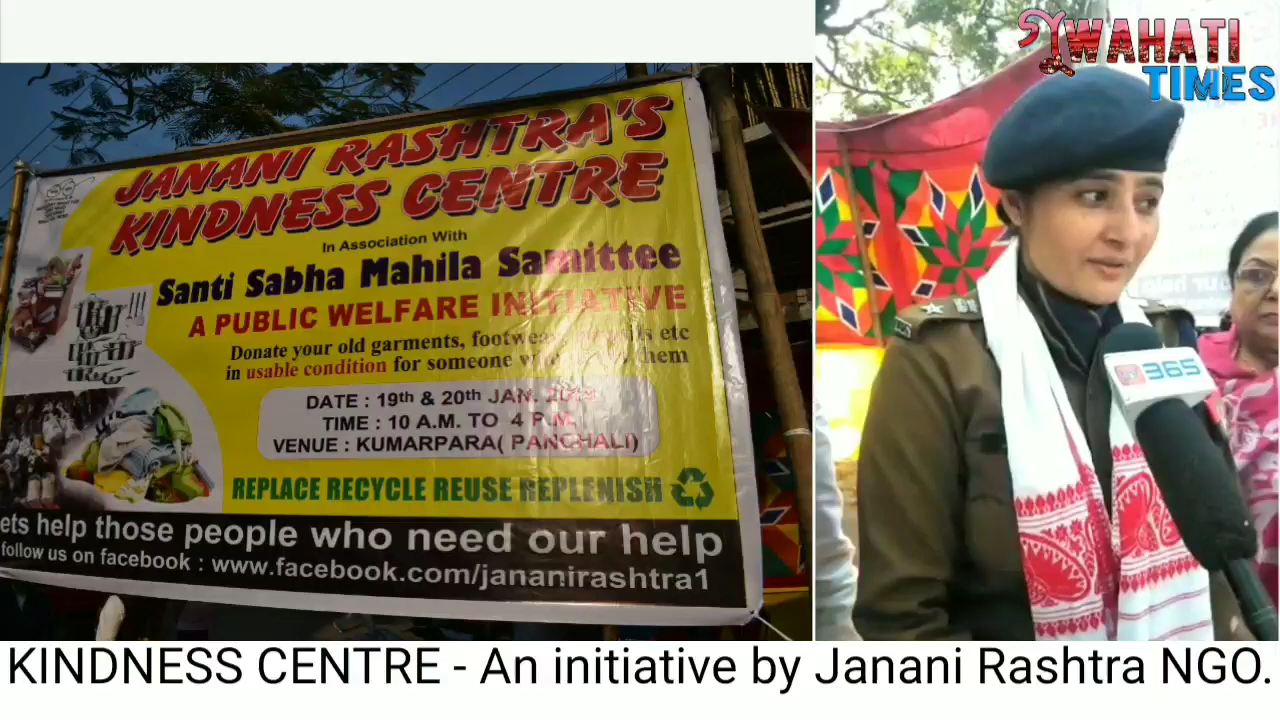 JANANI RASHTRA'S
KINDNESS CENTRE
In Association With
Santi Sabha Mahila Samittee
A PUBLIC WELFARE INITIATIVE
Donate your old garments, footwear, etc
in usable condition for someone them
DATE : 19th & 20th JAN.
TIME : 10 A.M. TO 4 P.M.
VENUE : KUMARPARA( PANCHALI)
REPLACE RECYCLE REUSE REPLENISH
ets help those people who need our help
follow us on facebook : www.facebook.com/jananirashtra1
গুWAHATI
TIMES
365
KINDNESS CENTRE - An initiative by Janani Rashtra NGO.